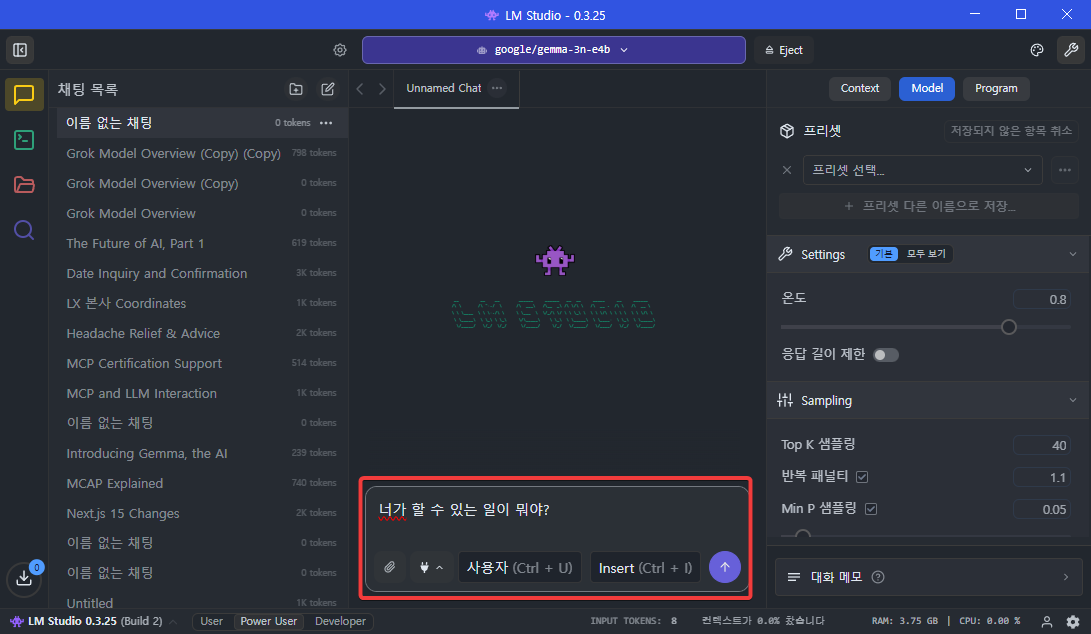 LM Studio - 0.3.25
google/gemma-3n-e4b
Eject
채팅 목록
Unnamed Chat
Context
Model
Program
이름 없는 채팅 0 tokens
Grok Model Overview (Copy) (Copy) 798 tokens
Grok Model Overview (Copy) 0 tokens
Grok Model Overview 0 tokens
The Future of AI, Part 1 619 tokens
Date Inquiry and Confirmation 3K tokens
LX 본사 Coordinates 1K tokens
Headache Relief & Advice 2K tokens
MCP Certification Support 514 tokens
MCP and LLM Interaction 1K tokens
이름 없는 채팅 0 tokens
Introducing Gemma, the AI 239 tokens
MCAP Explained 740 tokens
Next.js 15 Changes 2K tokens
이름 없는 채팅 0 tokens
이름 없는 채팅 0 tokens
Untitled 1K tokens
0
LM STUDIO
너가 할 수 있는 일이 뭐야?
사용자 (Ctrl + U)
Insert (Ctrl + I)
프리셋
저장되지 않은 항목 취소
프리셋 선택...
+ 프리셋 다른 이름으로 저장...
Settings
기본
모두 보기
온도 0.8
응답 길이 제한
Sampling
Top K 샘플링 40
반복 패널티 1.1
Min P 샘플링 0.05
대화 메모
LM Studio 0.3.25 (Build 2)
User
Power User
Developer
INPUT TOKENS: 8
컨텍스트가 0.0% 찼습니다
RAM: 3.75 GB | CPU: 0.00 %